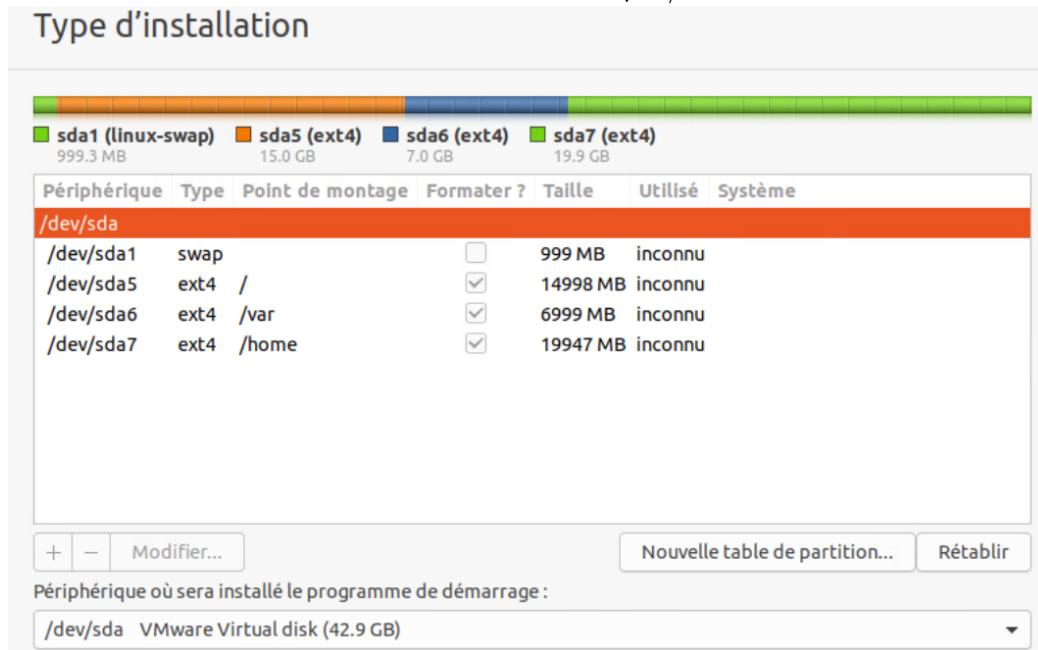 Type d'installation
sda1 (linux-swap) sda5 (ext4) sda6 (ext4) sda7 (ext4)
999.3 MB 15.0 GB 7.0 GB 19.9 GB
Périphérique Type Point de montage Formater ? Taille Utilisé Système
/dev/sda
/dev/sda1 swap 999 MB inconnu
/dev/sda5 ext4 / 14998 MB inconnu
/dev/sda6 ext4 /var 6999 MB inconnu
/dev/sda7 ext4 /home 19947 MB inconnu
+ − Modifier... Nouvelle table de partition... Rétablir
Périphérique où sera installé le programme de démarrage :
/dev/sda VMware Virtual disk (42.9 GB)